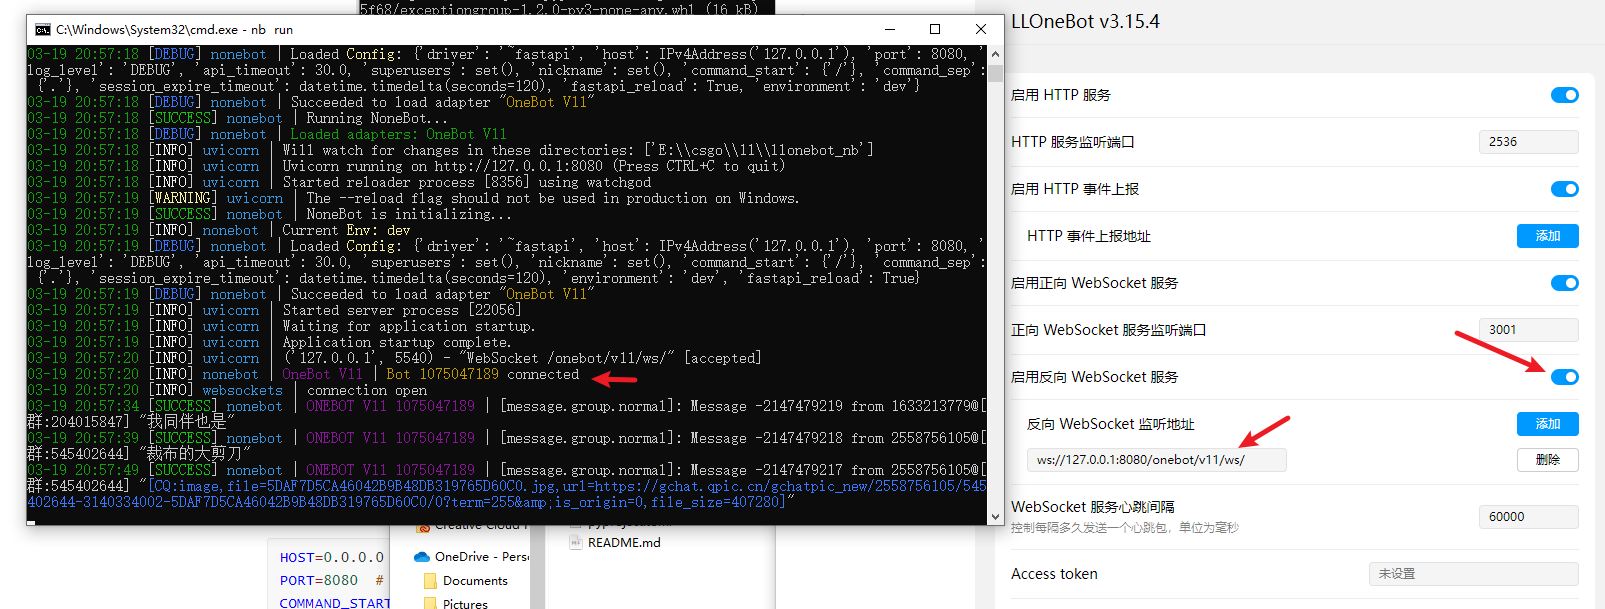 5f68/exceptiongroup-1.2.0-py3-none-any.whl (16 kB)
C:\Windows\System32\cmd.exe - nb  run
03-19 20:57:18 [DEBUG] nonebot | Loaded Config: {'driver': '~fastapi', 'host': IPv4Address('127.0.0.1'), 'port': 8080, '
log_level': 'DEBUG', 'api_timeout': 30.0, 'superusers': set(), 'nickname': set(), 'command_start': {'/'}, 'command_sep':
 {'.'}, 'session_expire_timeout': datetime.timedelta(seconds=120), 'fastapi_reload': True, 'environment': 'dev'}
03-19 20:57:18 [DEBUG] nonebot | Succeeded to load adapter "OneBot V11"
03-19 20:57:18 [SUCCESS] nonebot | Running NoneBot...
03-19 20:57:18 [DEBUG] nonebot | Loaded adapters: OneBot V11
03-19 20:57:18 [INFO] uvicorn | Will watch for changes in these directories: ['E:\\csgo\\ll\\llonebot_nb']
03-19 20:57:18 [INFO] uvicorn | Uvicorn running on http://127.0.0.1:8080 (Press CTRL+C to quit)
03-19 20:57:18 [INFO] uvicorn | Started reloader process [8356] using watchgod
03-19 20:57:19 [WARNING] uvicorn | The --reload flag should not be used in production on Windows.
03-19 20:57:19 [SUCCESS] nonebot | NoneBot is initializing...
03-19 20:57:19 [INFO] nonebot | Current Env: dev
03-19 20:57:19 [DEBUG] nonebot | Loaded Config: {'driver': '~fastapi', 'host': IPv4Address('127.0.0.1'), 'port': 8080, '
log_level': 'DEBUG', 'api_timeout': 30.0, 'superusers': set(), 'nickname': set(), 'command_start': {'/'}, 'command_sep':
 {'.'}, 'session_expire_timeout': datetime.timedelta(seconds=120), 'environment': 'dev', 'fastapi_reload': True}
03-19 20:57:19 [DEBUG] nonebot | Succeeded to load adapter "OneBot V11"
03-19 20:57:19 [INFO] uvicorn | Started server process [22056]
03-19 20:57:19 [INFO] uvicorn | Waiting for application startup.
03-19 20:57:19 [INFO] uvicorn | Application startup complete.
03-19 20:57:20 [INFO] uvicorn | ('127.0.0.1', 5540) - "WebSocket /onebot/v11/ws/" [accepted]
03-19 20:57:20 [INFO] nonebot | OneBot V11 | Bot 1075047189 connected
03-19 20:57:20 [INFO] websockets | connection open
03-19 20:57:34 [SUCCESS] nonebot | ONEBOT V11 1075047189 | [message.group.normal]: Message -2147479219 from 1633213779@[
群:204015847] "我同伴也是"
03-19 20:57:39 [SUCCESS] nonebot | ONEBOT V11 1075047189 | [message.group.normal]: Message -2147479218 from 2558756105@[
群:545402644] "裁布的大剪刀"
03-19 20:57:49 [SUCCESS] nonebot | ONEBOT V11 1075047189 | [message.group.normal]: Message -2147479217 from 2558756105@[
群:545402644] "[CQ:image,file=5DAF7D5CA46042B9B48DB319765D60C0.jpg,url=https://gchat.qpic.cn/gchatpic_new/2558756105/545
402644-3140334002-5DAF7D5CA46042B9B48DB319765D60C0/0?term=255&amp;is_origin=0,file_size=407280]"
HOST=0.0.0.0
PORT=8080  #
COMMAND_START
OneDrive - Pers
Documents
Pictures
README.md
LLOneBot v3.15.4
启用 HTTP 服务
HTTP 服务监听端口
2536
启用 HTTP 事件上报
HTTP 事件上报地址
添加
启用正向 WebSocket 服务
正向 WebSocket 服务监听端口
3001
启用反向 WebSocket 服务
反向 WebSocket 监听地址
添加
ws://127.0.0.1:8080/onebot/v11/ws/
删除
WebSocket 服务心跳间隔
控制每隔多久发送一个心跳包，单位为毫秒
60000
Access token
未设置